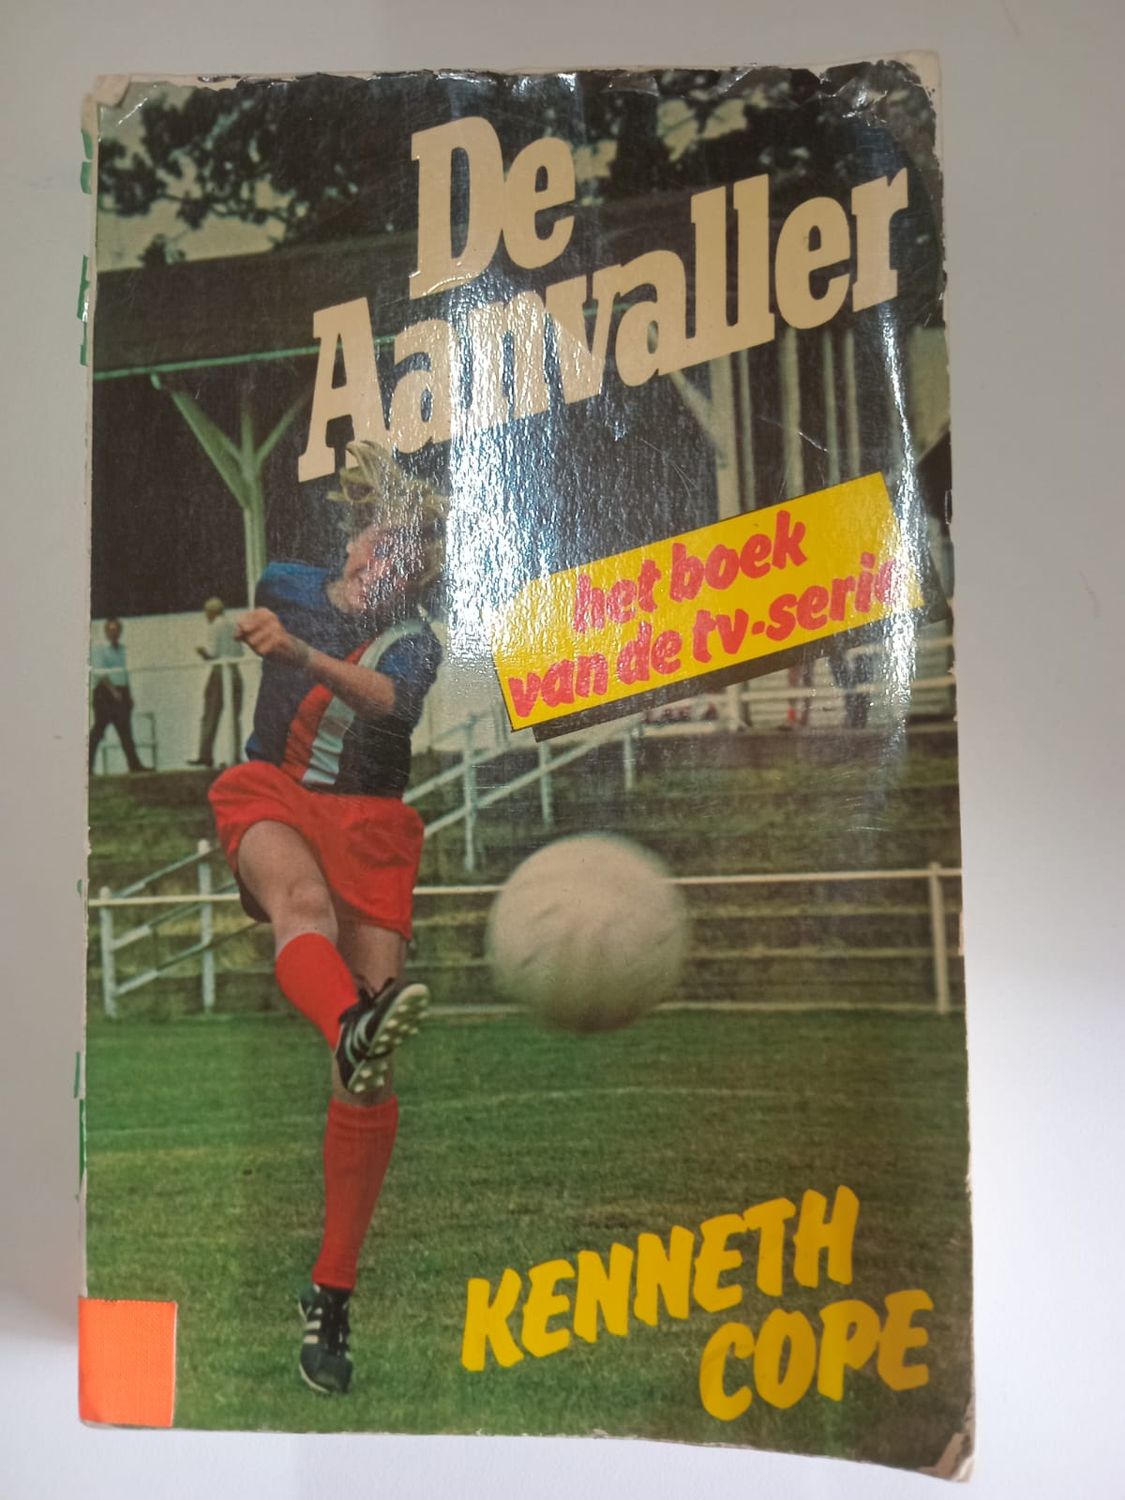 De
Aanvaller
het boek
van de tv-serie
KENNETH
COPE